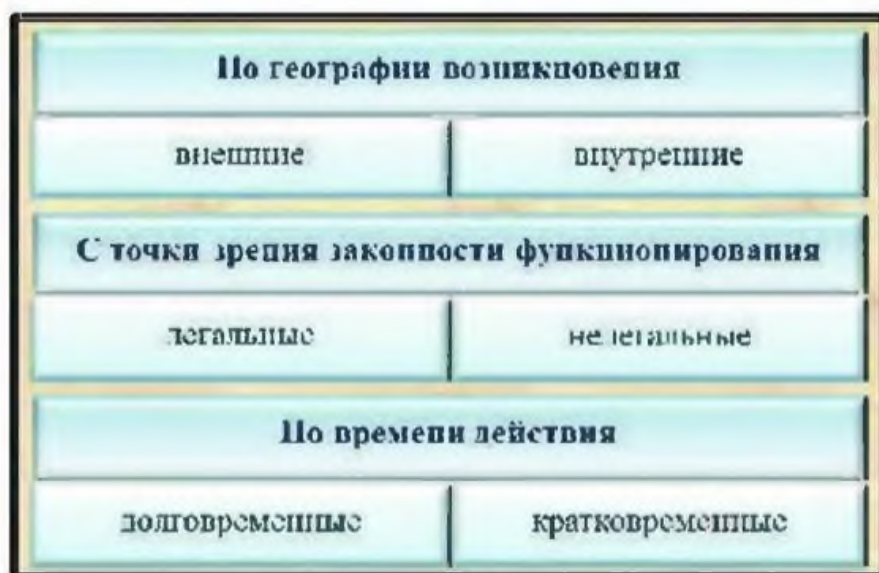 По географии возникновения
внешние внутренние
С точки зрения законности функционирования
легальные нелегальные
По времени действия
долговременные кратковременные